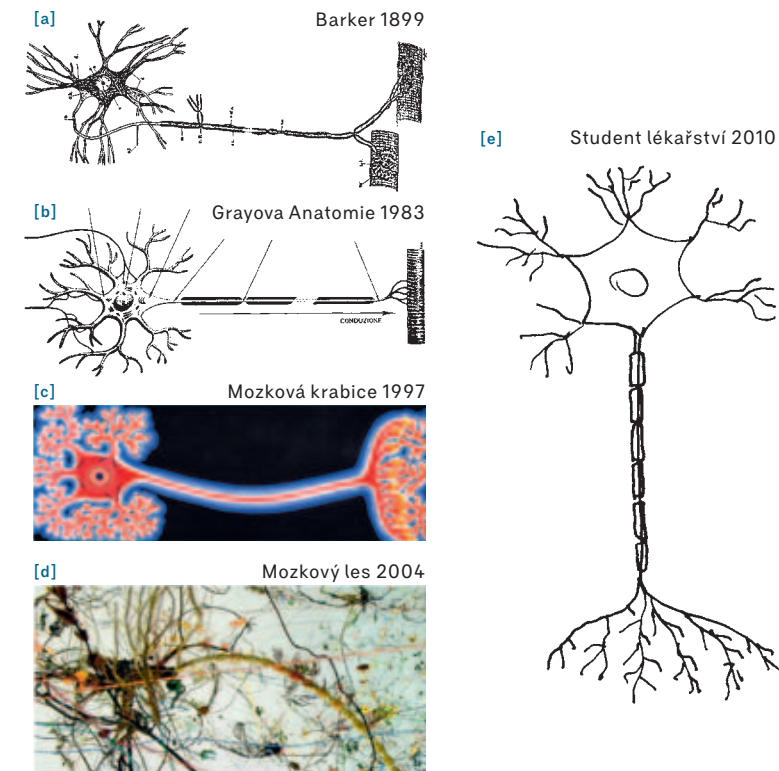 [a] Barker 1899
[b] Grayova Anatomie 1983
CONDUZIONE
[c] Mozková krabice 1997
[d] Mozkový les 2004
[e] Student lékařství 2010